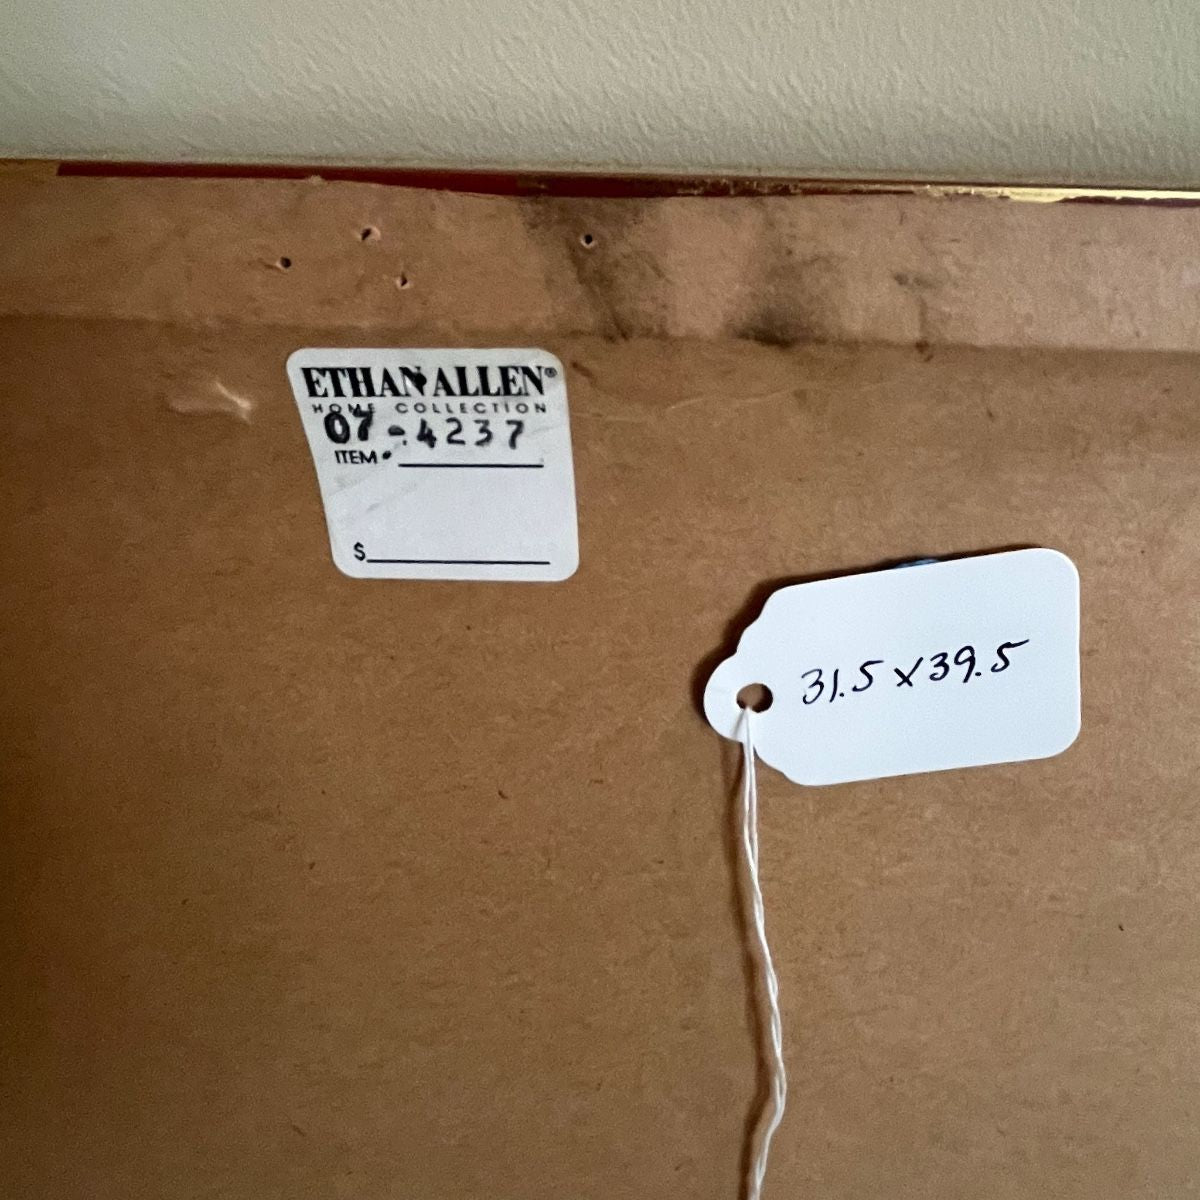 ETHAN ALLEN®
HOME COLLECTION
07-4237
ITEM #
$
31.5 x 39.5